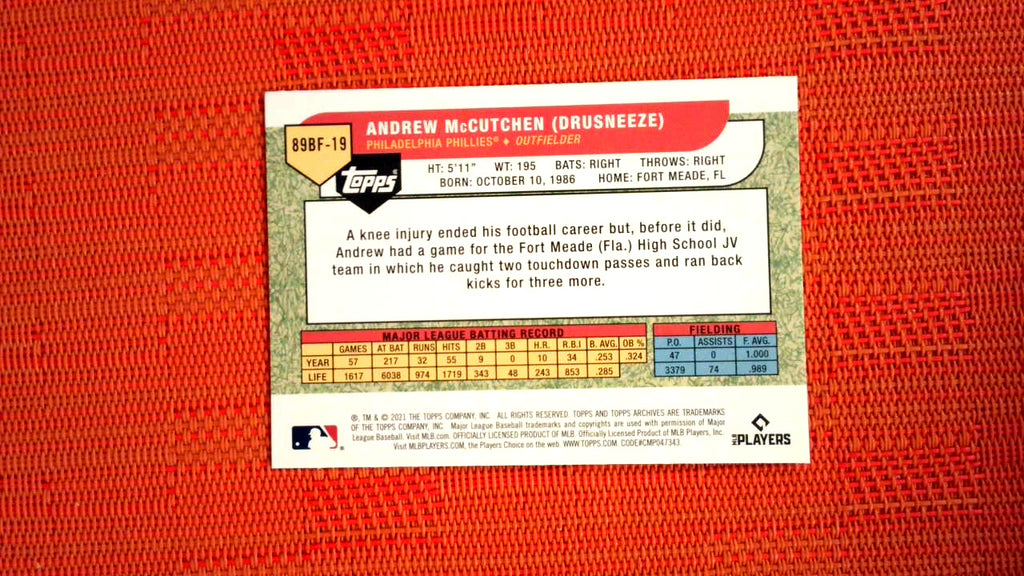 89BF-19
ANDREW McCUTCHEN (DRUSNEEZE)
PHILADELPHIA PHILLIES® ♦ OUTFIELDER
Topps®
HT: 5'11" WT: 195 BATS: RIGHT THROWS: RIGHT
BORN: OCTOBER 10, 1986 HOME: FORT MEADE, FL
A knee injury ended his football career but, before it did,
Andrew had a game for the Fort Meade (Fla.) High School JV
team in which he caught two touchdown passes and ran back
kicks for three more.
MAJOR LEAGUE BATTING RECORD
GAMES AT BAT RUNS HITS 2B 3B H.R. R.B.I B. AVG. OB %
YEAR 57 217 32 55 9 0 10 34 .253 .324
LIFE 1617 6038 974 1719 343 48 243 853 .285
FIELDING
P.O. ASSISTS F. AVG.
47 0 1.000
3379 74 .989
®, TM & © 2021 THE TOPPS COMPANY, INC. ALL RIGHTS RESERVED. TOPPS AND TOPPS ARCHIVES ARE TRADEMARKS
OF THE TOPPS COMPANY, INC. Major League Baseball trademarks and copyrights are used with permission of Major
League Baseball. Visit MLB.com. OFFICIALLY LICENSED PRODUCT OF MLB. Officially Licensed Product of MLB Players, Inc.
Visit MLBPLAYERS.COM, the Players Choice on the web. WWW.TOPPS.COM CODE#CMP047343.
MLB PLAYERS